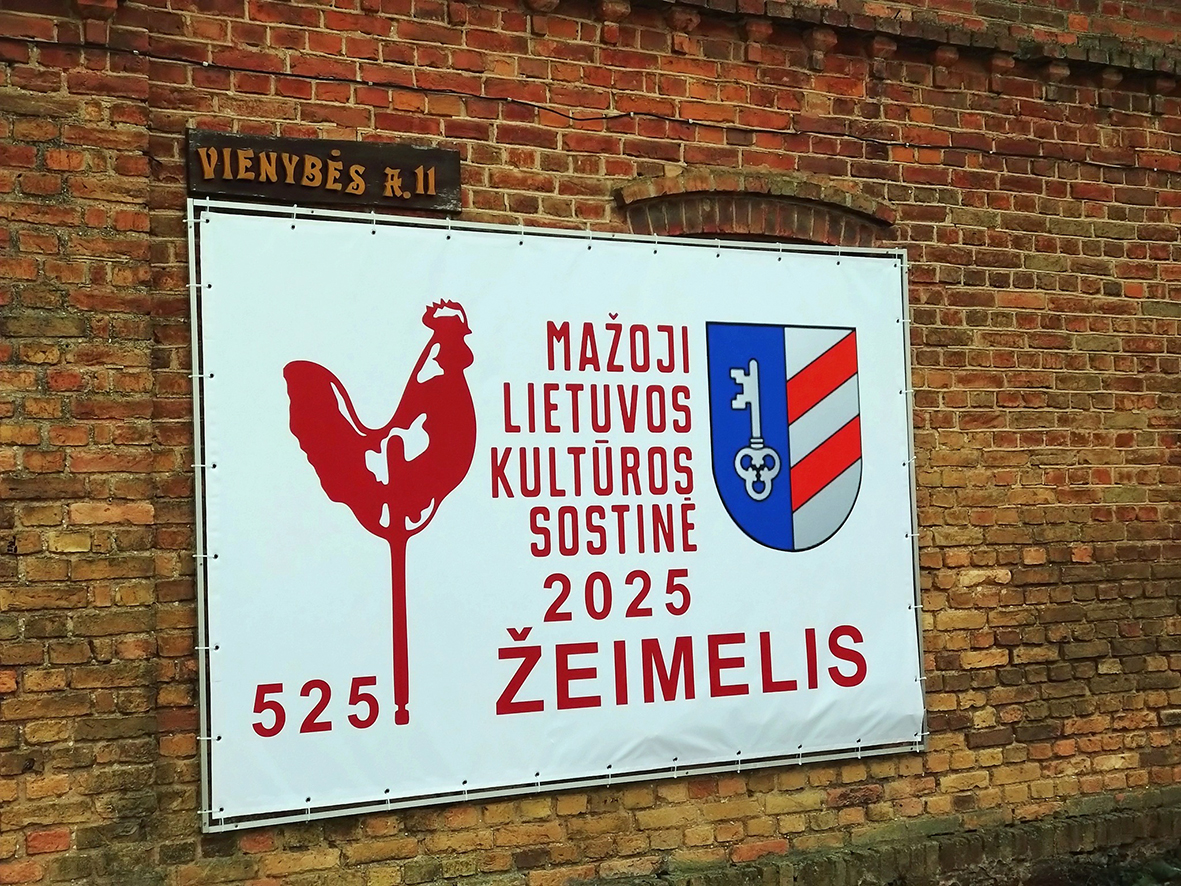 VIENYBĖS A.11
MAŽOJI
LIETUVOS
KULTŪROS
SOSTINĖ
2025
ŽEIMELIS
525